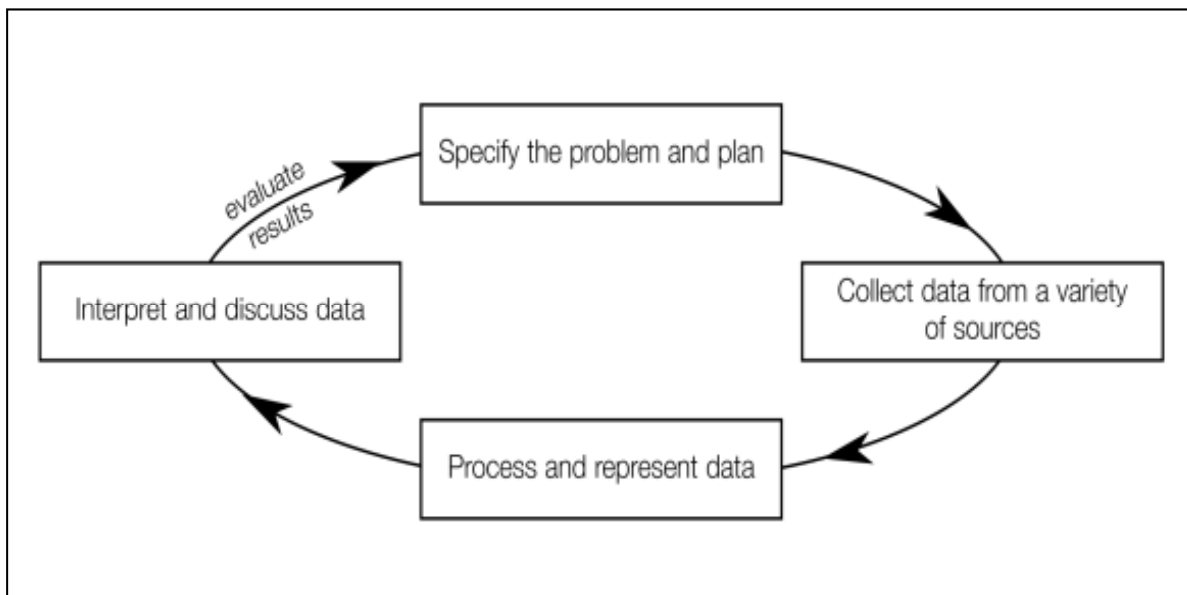 Specify the problem and plan
evaluate
results
Interpret and discuss data
Collect data from a variety
of sources
Process and represent data